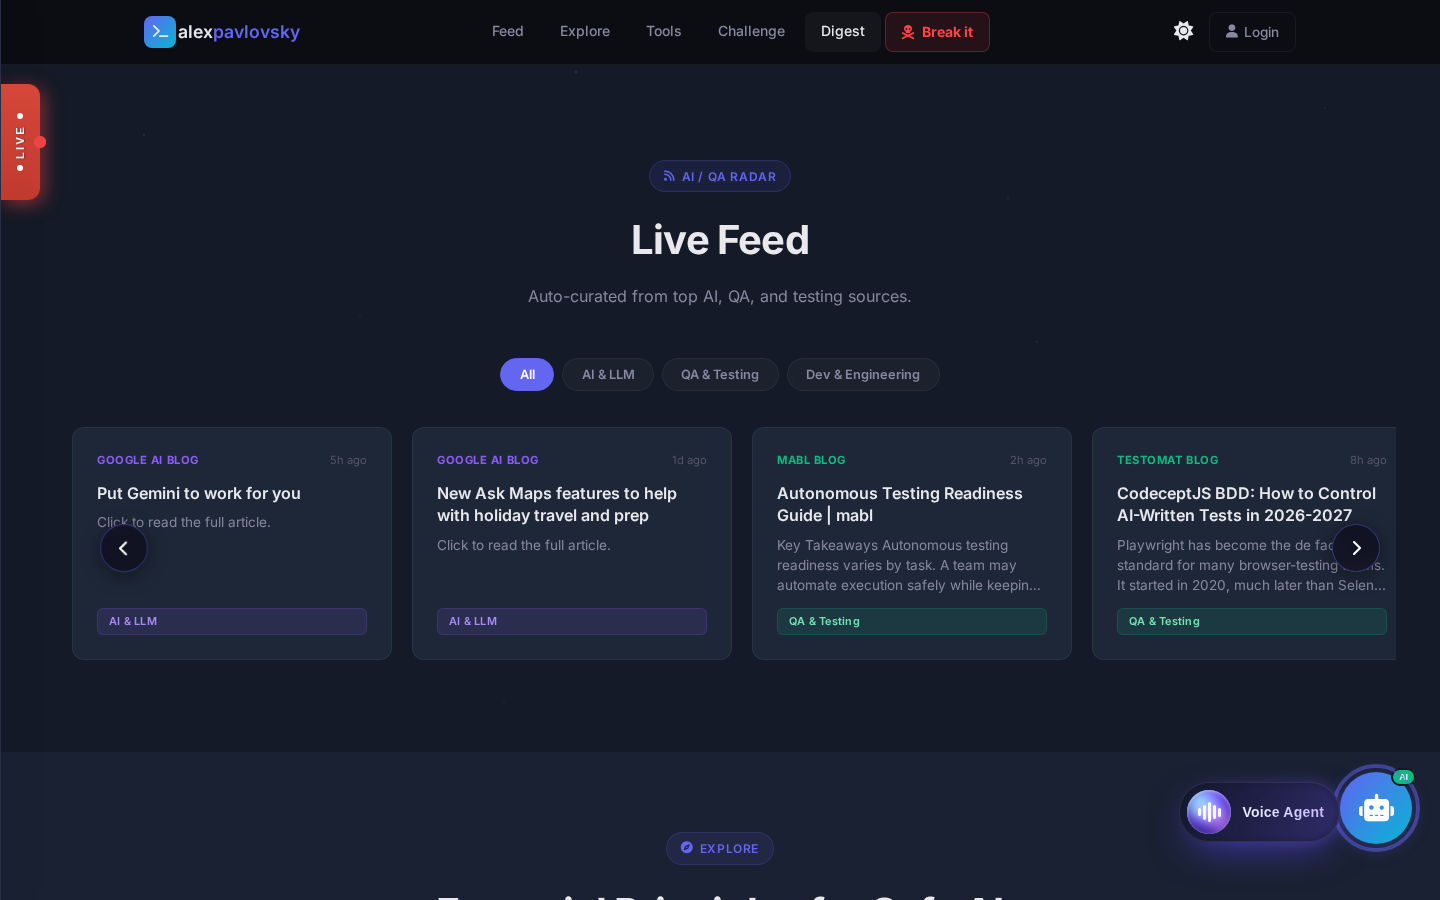 alexpavlovsky
Feed
Explore
Tools
Challenge
Digest
Break it
Login
LIVE
AI / QA RADAR
Live Feed
Auto-curated from top AI, QA, and testing sources.
All
AI & LLM
QA & Testing
Dev & Engineering
GOOGLE AI BLOG
5h ago
Put Gemini to work for you
Click to read the full article.
AI & LLM
GOOGLE AI BLOG
1d ago
New Ask Maps features to help
with holiday travel and prep
Click to read the full article.
AI & LLM
MABL BLOG
2h ago
Autonomous Testing Readiness
Guide | mabl
Key Takeaways Autonomous testing
readiness varies by task. A team may
automate execution safely while keepin...
QA & Testing
TESTOMAT BLOG
8h ago
CodeceptJS BDD: How to Control
AI-Written Tests in 2026-2027
Playwright has become the de
standard for many browser-testing
It started in 2020, much later than Selen...
QA & Testing
AI
Voice Agent
EXPLORE